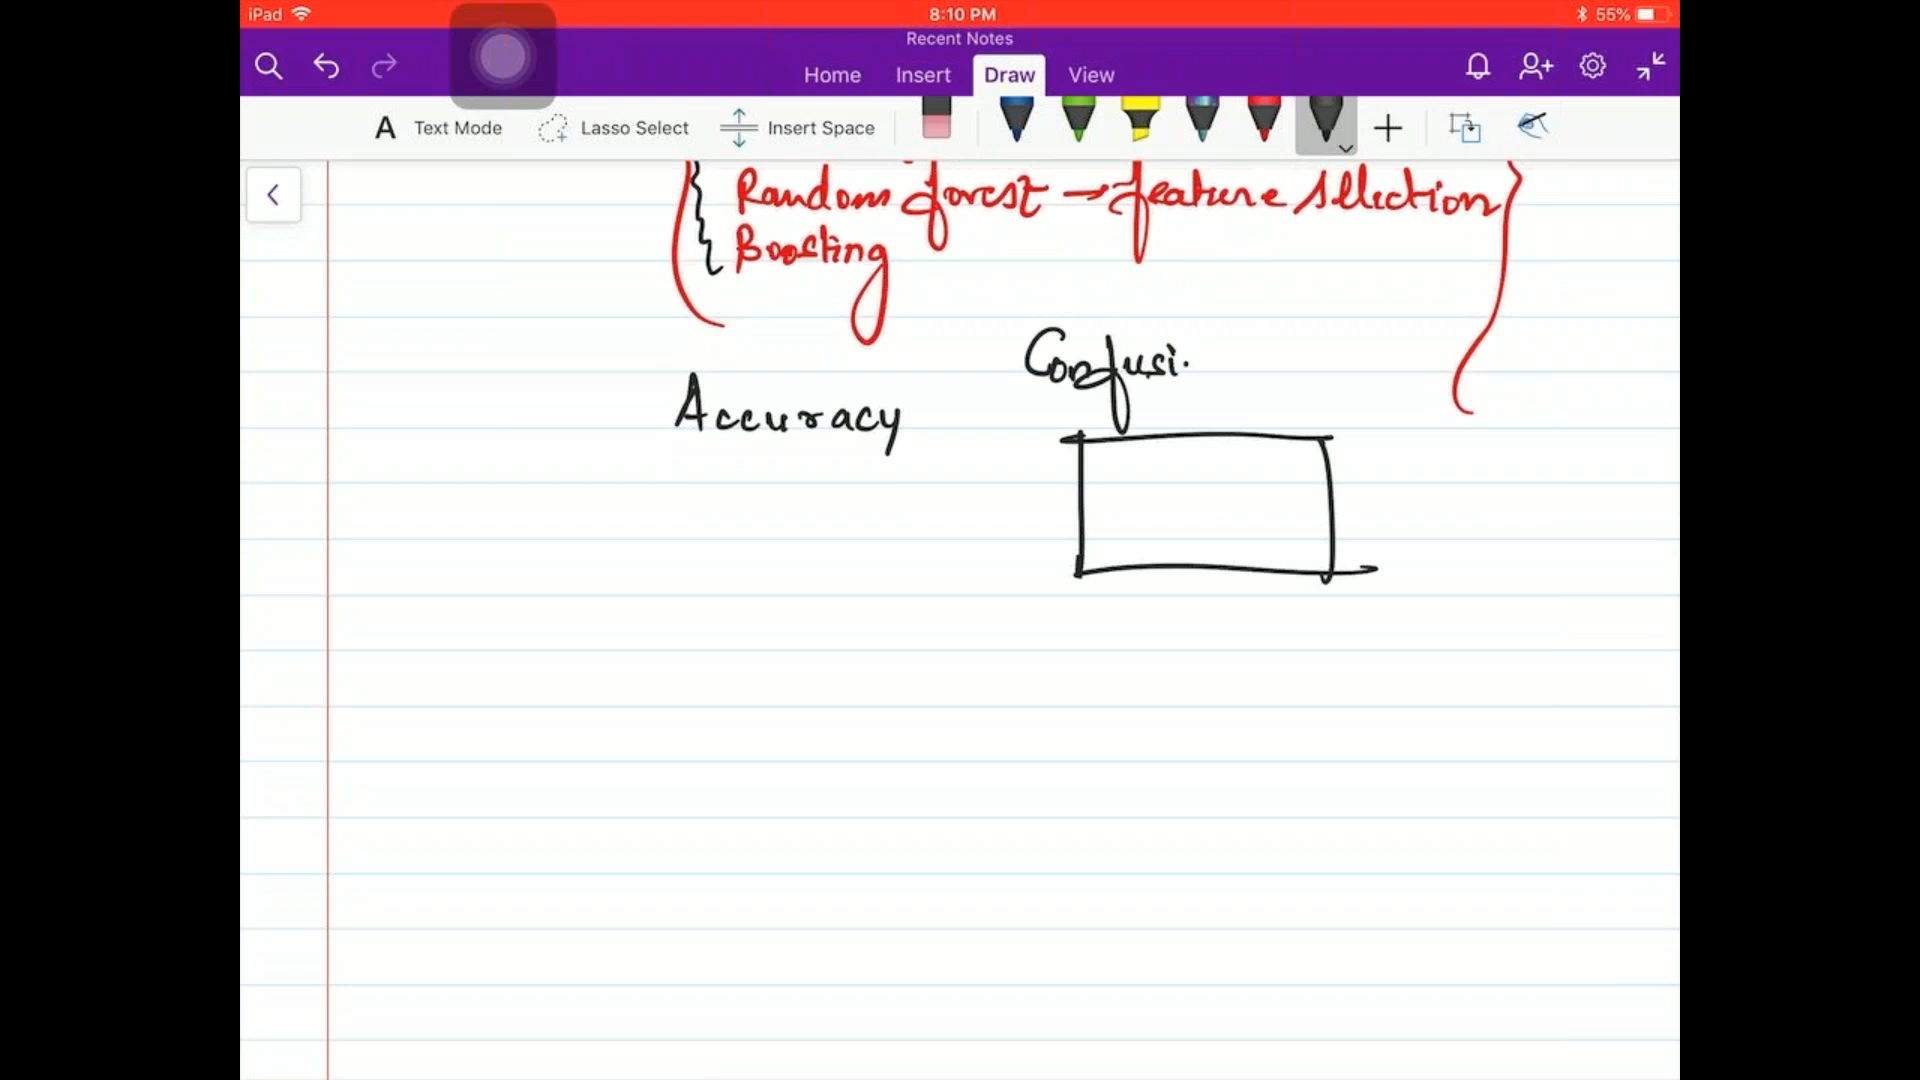 iPad 8:10 PM 55%
Recent Notes
Home Insert Draw View
A Text Mode Lasso Select Insert Space
Random forest → feature selection
Boosting
Confusi.
Accuracy